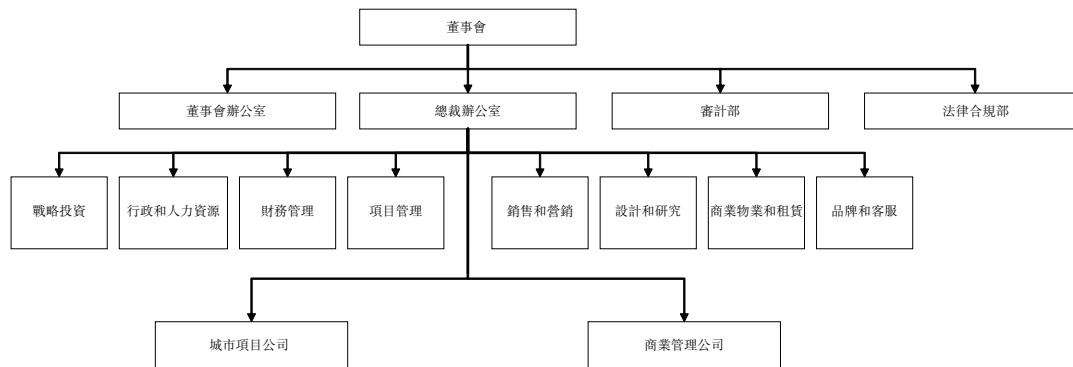 董事會
董事會辦公室
總裁辦公室
審計部
法律合規部
戰略投資
行政和人力資源
財務管理
項目管理
銷售和營銷
設計和研究
商業物業和租賃
品牌和客服
城市項目公司
商業管理公司